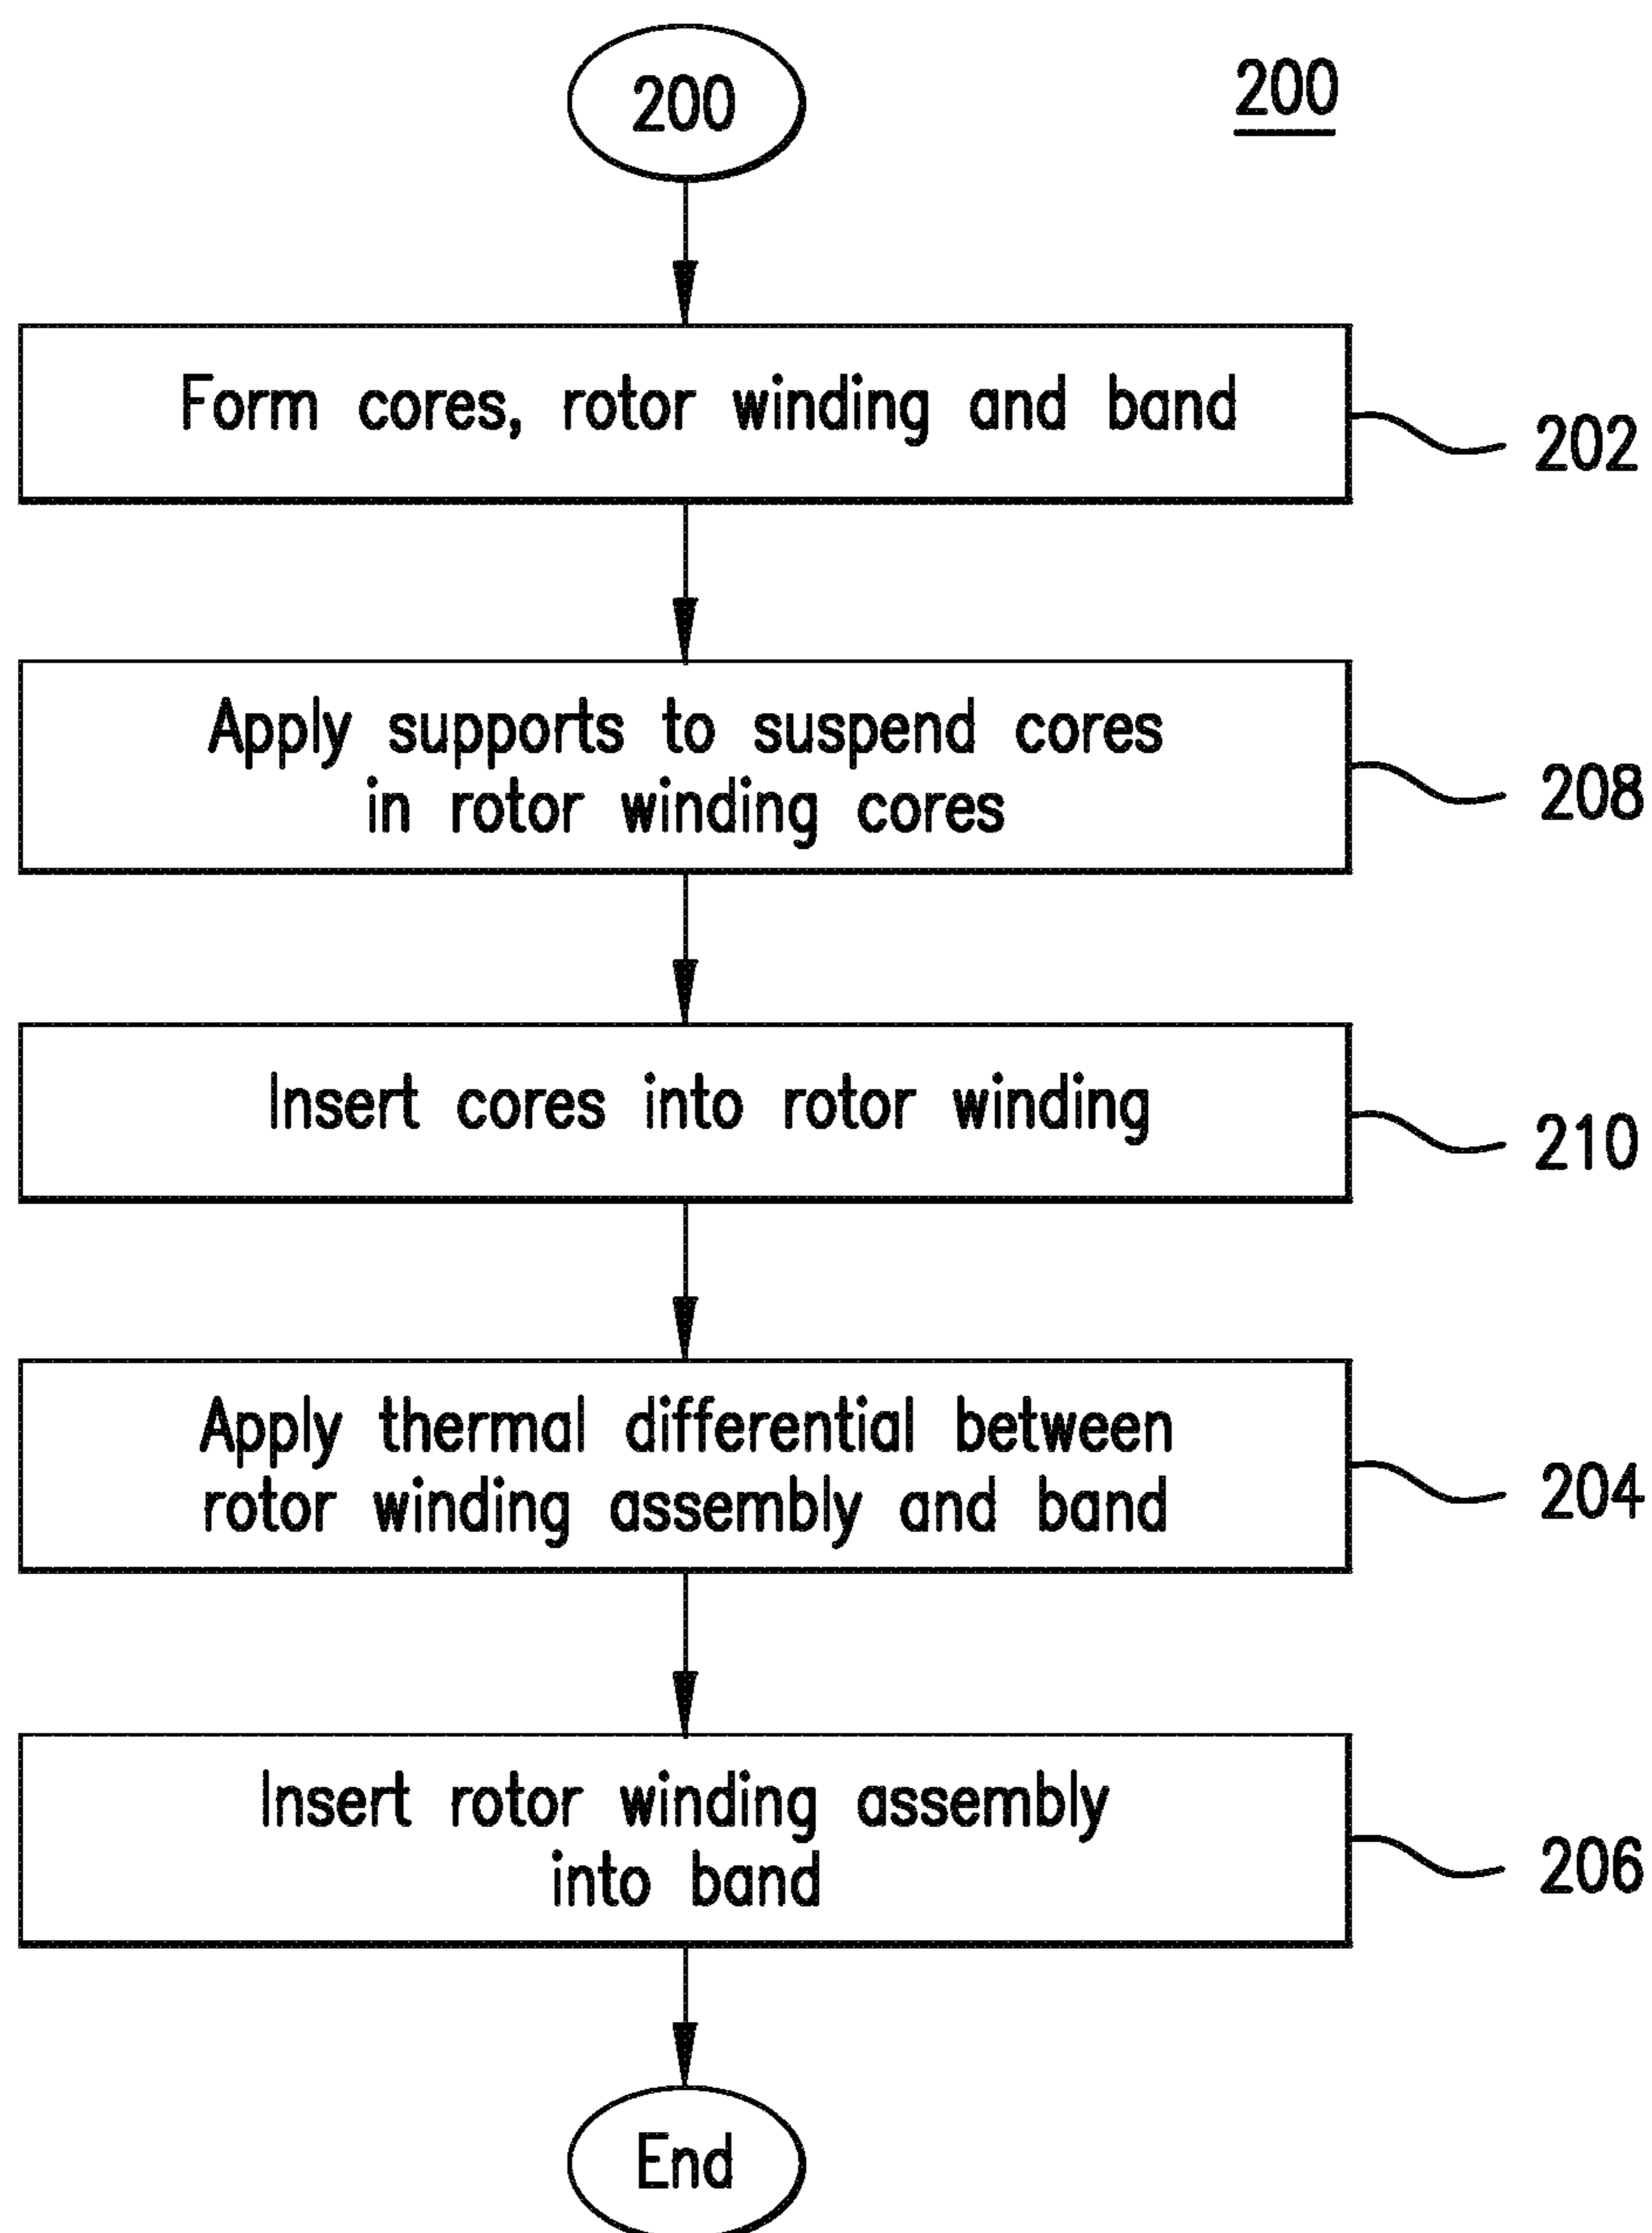 200
200
Form cores, rotor winding and band
202
Apply supports to suspend cores
in rotor winding cores
208
Insert cores into rotor winding
210
Apply thermal differential between
rotor winding assembly and band
204
Insert rotor winding assembly
into band
206
End